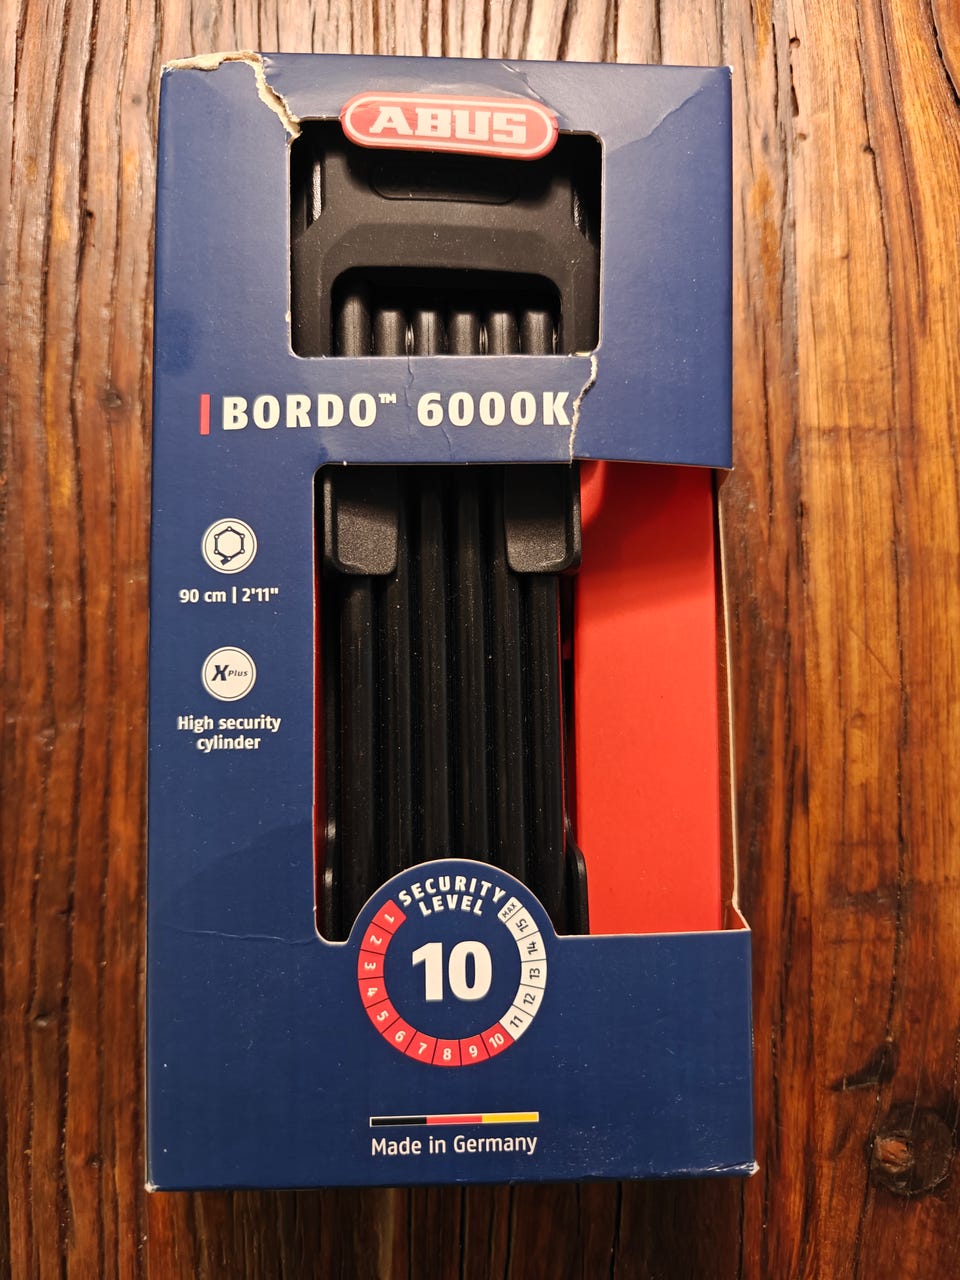 ABUS
BORDO™ 6000K
90 cm | 2'11"
XPlus
High security
cylinder
SECURITY
LEVEL
1 2 3 4 5 6 7 8 9 10 11 12 13 14 15 MAX
10
Made in Germany